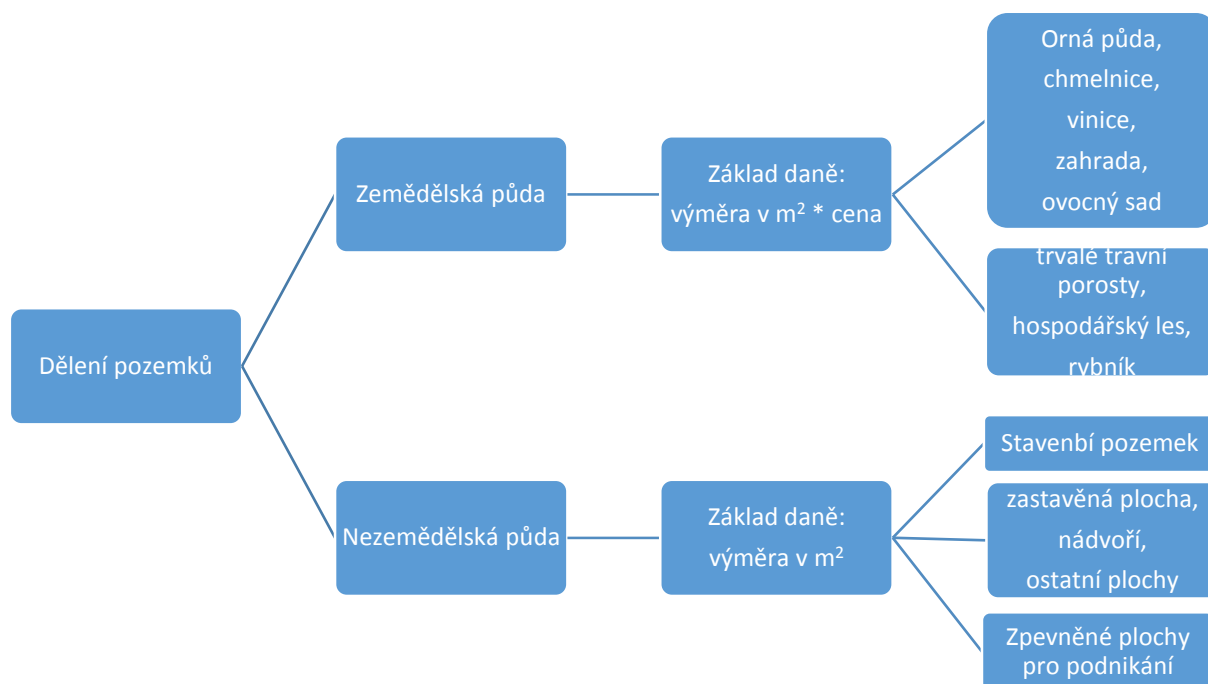 Dělení pozemků
Zemědělská půda
Základ daně:
výměra v m² * cena
Orná půda,
chmelnice,
vinice,
zahrada,
ovocný sad
trvalé travní
porosty,
hospodářský les,
rybník
Nezemědělská půda
Základ daně:
výměra v m²
Stavenbí pozemek
zastavěná plocha,
nádvoří,
ostatní plochy
Zpevněné plochy
pro podnikání